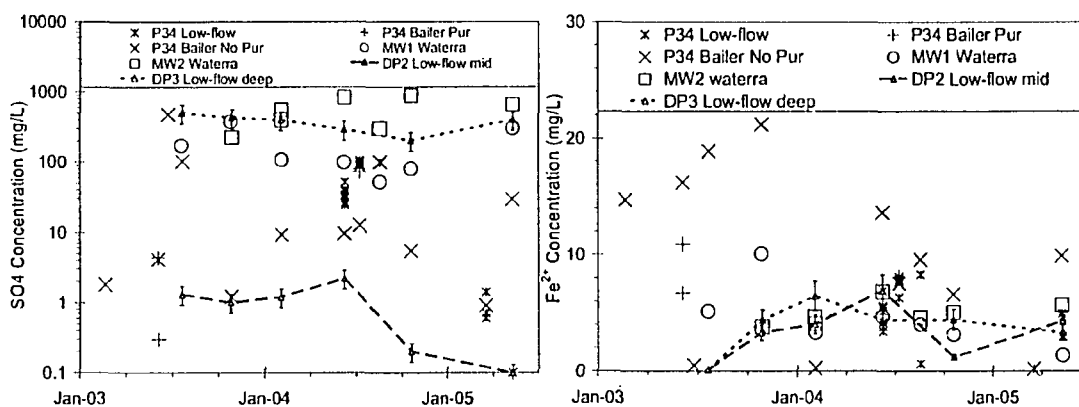 10000
1000
100
10
1
0.1
SO4 Concentration (mg/L)
P34 Low-flow
P34 Bailer Pur
P34 Bailer No Pur
MW1 Waterra
MW2 Waterra
DP2 Low-flow mid
DP3 Low-flow deep
Jan-03
Jan-04
Jan-05
30
20
10
0
Fe2+ Concentration (mg/L)
P34 Low-flow
P34 Bailer Pur
P34 Bailer No Pur
MW1 Waterra
MW2 waterra
DP2 Low-flow mid
DP3 Low-flow deep
Jan-03
Jan-04
Jan-05